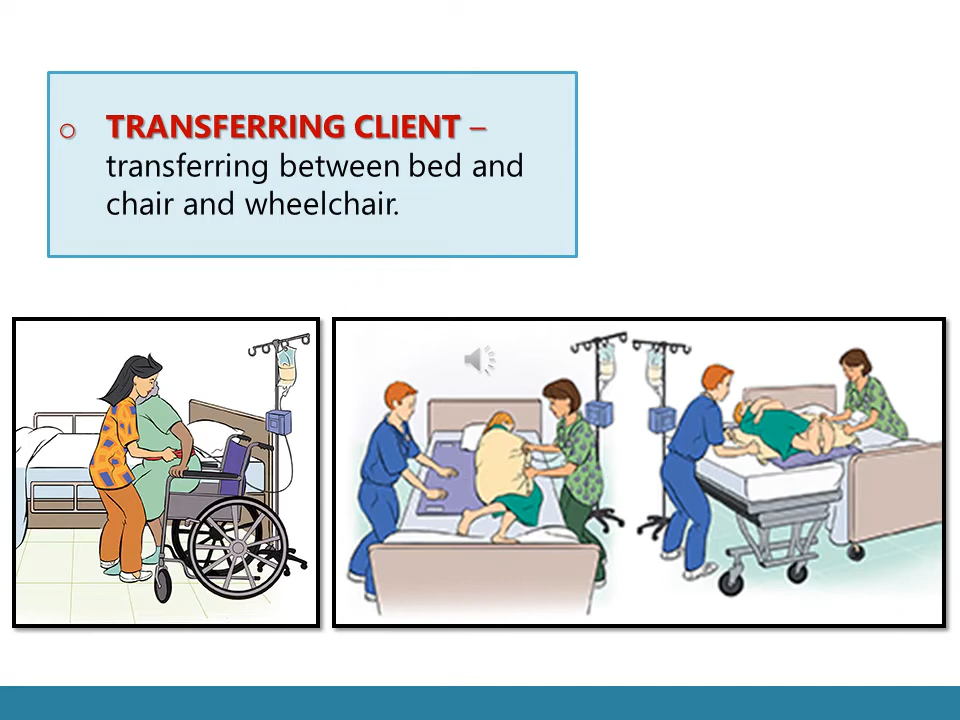 ○ TRANSFERRING CLIENT –
transferring between bed and
chair and wheelchair.